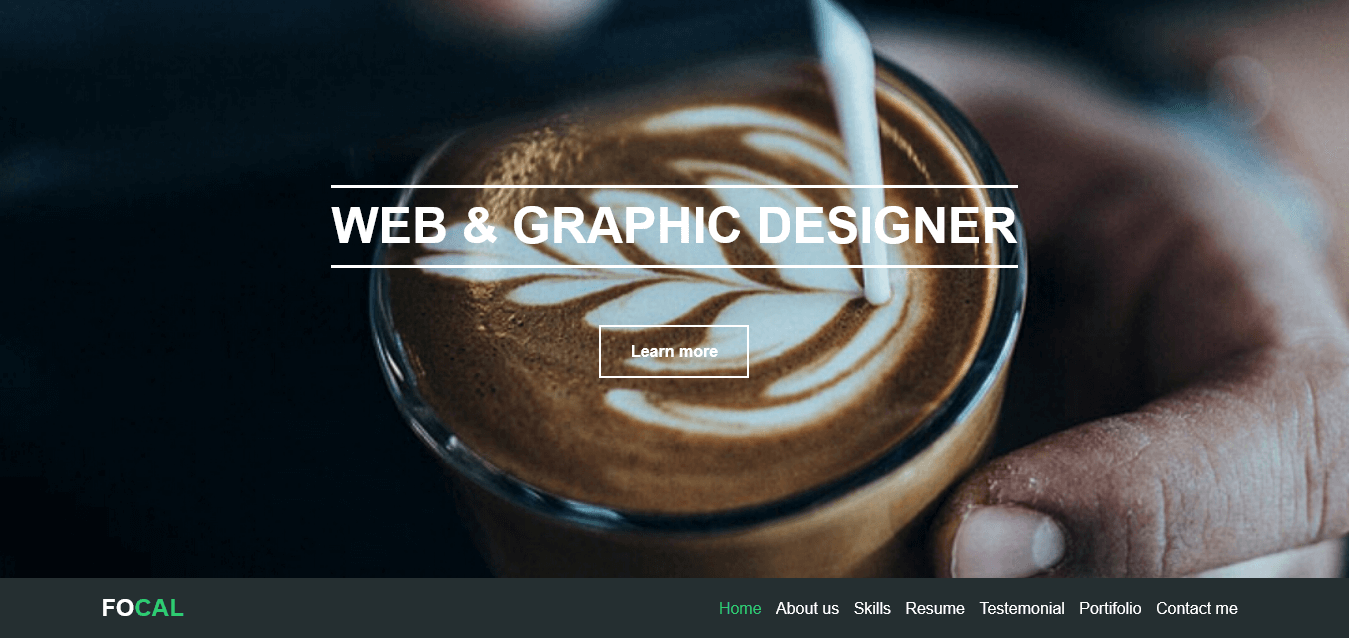 WEB & GRAPHIC DESIGNER
Learn more
FOCAL
Home About us Skills Resume Testemonial Portifolio Contact me